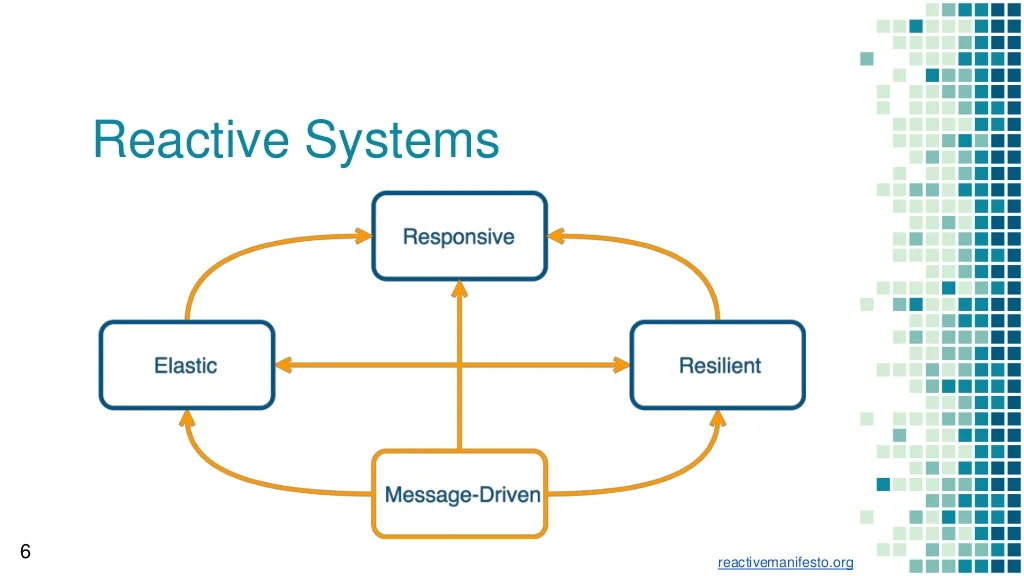 Reactive Systems
Responsive
Elastic
Resilient
Message-Driven
6
reactivemanifesto.org